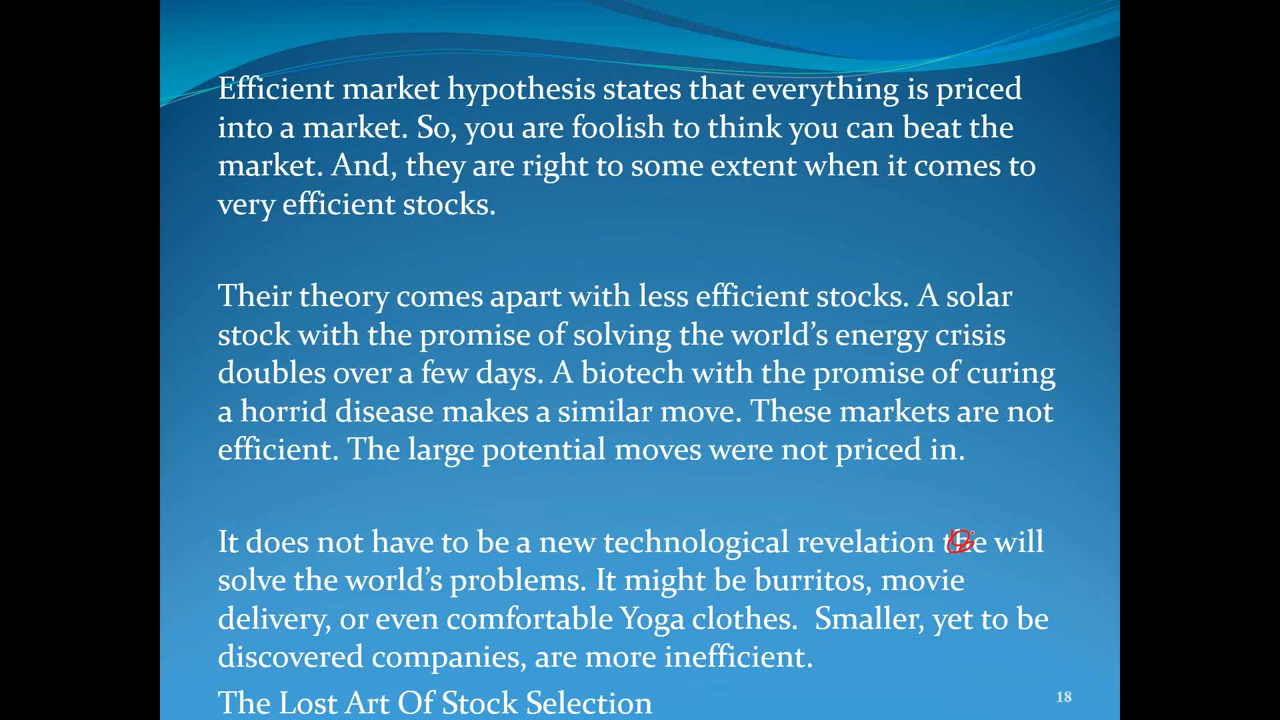 Efficient market hypothesis states that everything is priced
into a market. So, you are foolish to think you can beat the
market. And, they are right to some extent when it comes to
very efficient stocks.
Their theory comes apart with less efficient stocks. A solar
stock with the promise of solving the world's energy crisis
doubles over a few days. A biotech with the promise of curing
a horrid disease makes a similar move. These markets are not
efficient. The large potential moves were not priced in.
It does not have to be a new technological revelation the will
solve the world's problems. It might be burritos, movie
delivery, or even comfortable Yoga clothes.  Smaller, yet to be
discovered companies, are more inefficient.
The Lost Art Of Stock Selection
18